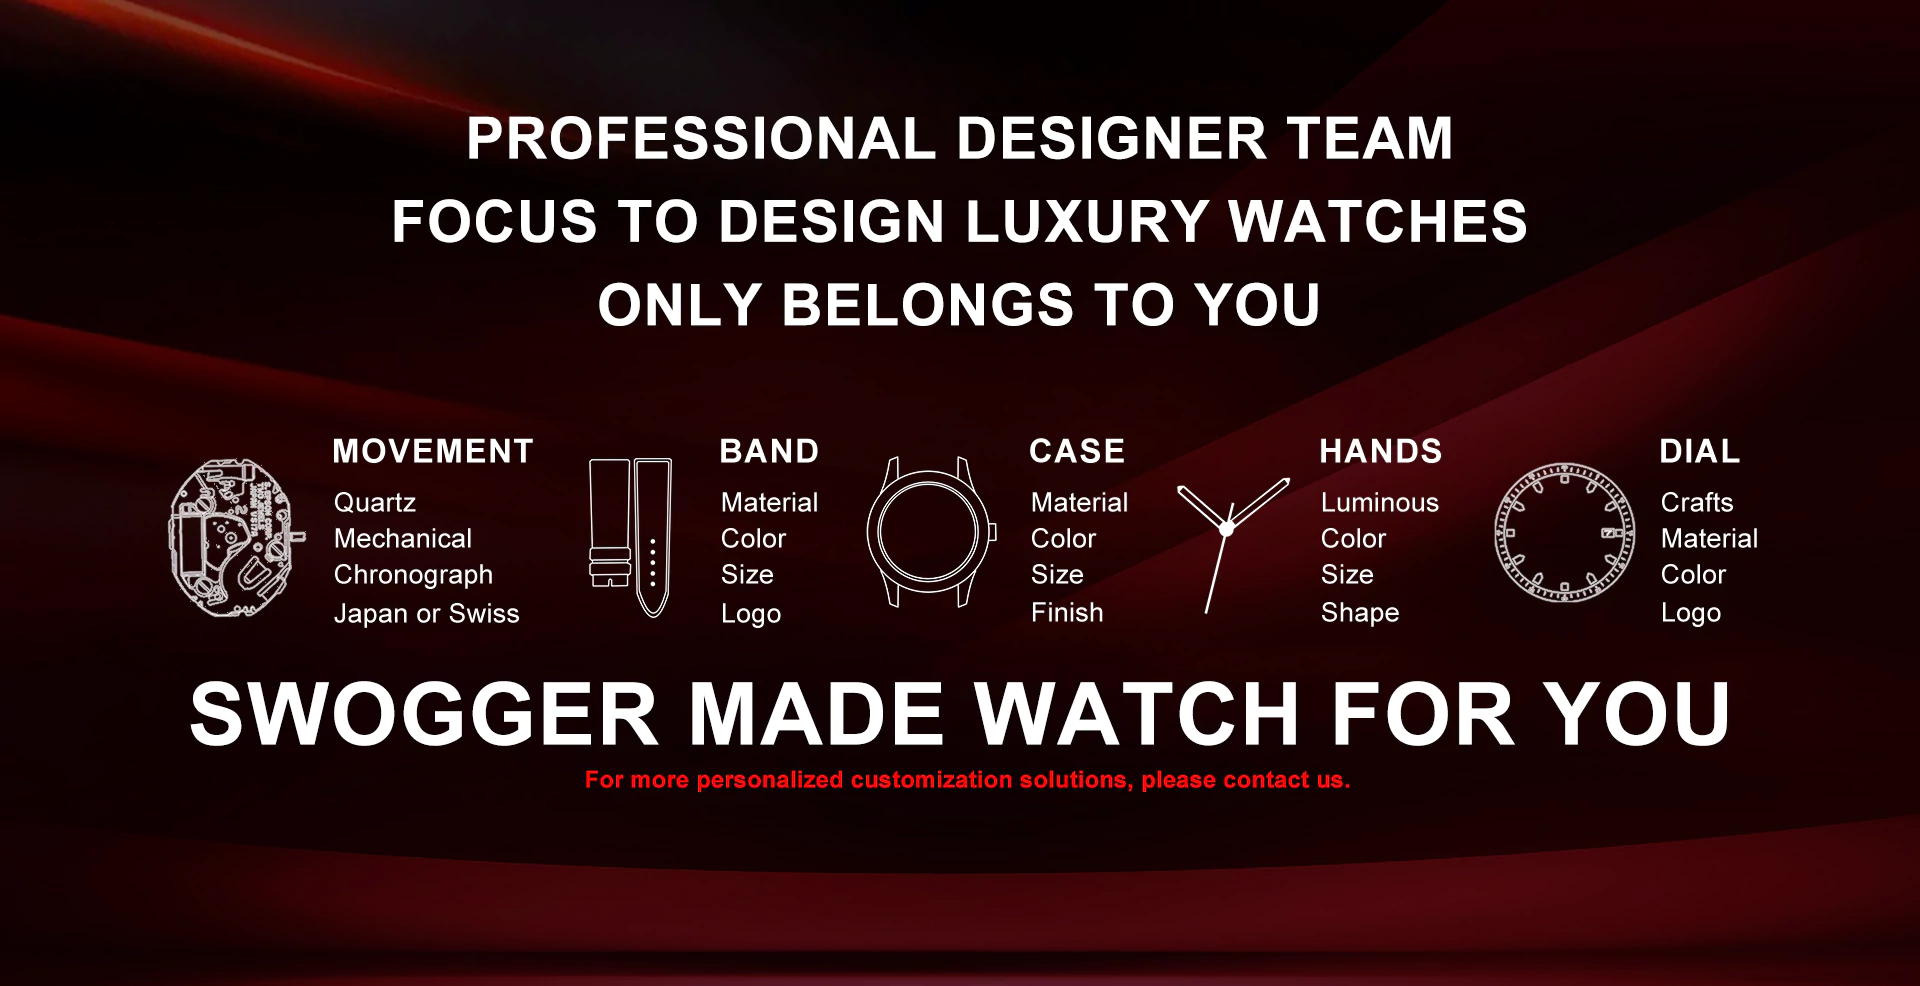 PROFESSIONAL DESIGNER TEAM
FOCUS TO DESIGN LUXURY WATCHES
ONLY BELONGS TO YOU
MOVEMENT
Quartz
Mechanical
Chronograph
Japan or Swiss
BAND
Material
Color
Size
Logo
CASE
Material
Color
Size
Finish
HANDS
Luminous
Color
Size
Shape
DIAL
Crafts
Material
Color
Logo
SWOGGER MADE WATCH FOR YOU
For more personalized customization solutions, please contact us.